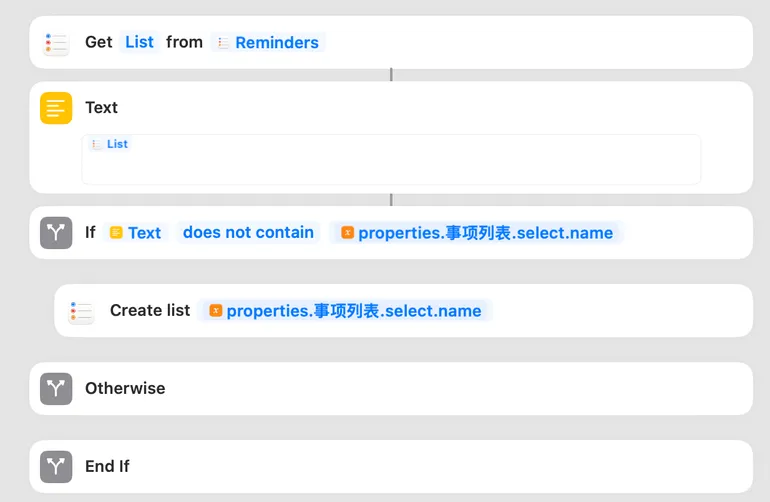 Get List from Reminders
Text
List
If Text does not contain properties.事项列表.select.name
Create list properties.事项列表.select.name
Otherwise
End If